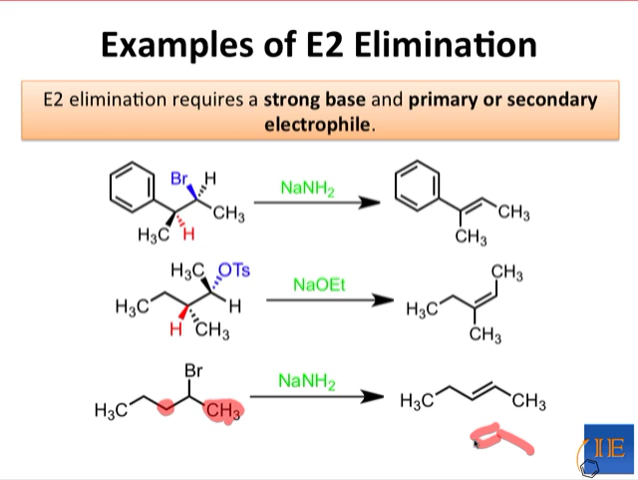 Examples of E2 Elimination
E2 elimination requires a strong base and primary or secondary
electrophile.
Br H
NaNH2
CH3
H3C H
CH3
CH3
H3C OTs
NaOEt
H3C
H
H CH3
CH3
H3C
CH3
Br
NaNH2
H3C
CH3
H3C
CH3
IE